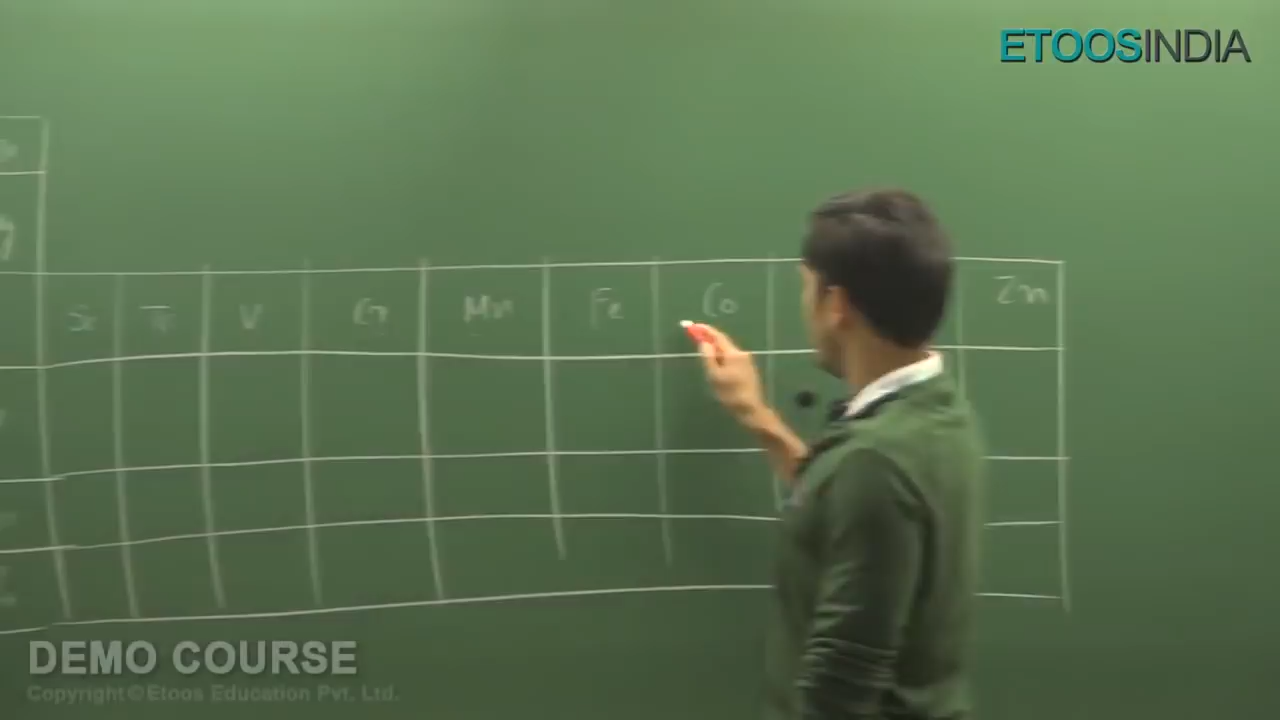 ETOOSINDIA
Sc Ti V Cr Mn Fe Co Zn
DEMO COURSE
Copyright © Etoos Education Pvt. Ltd.